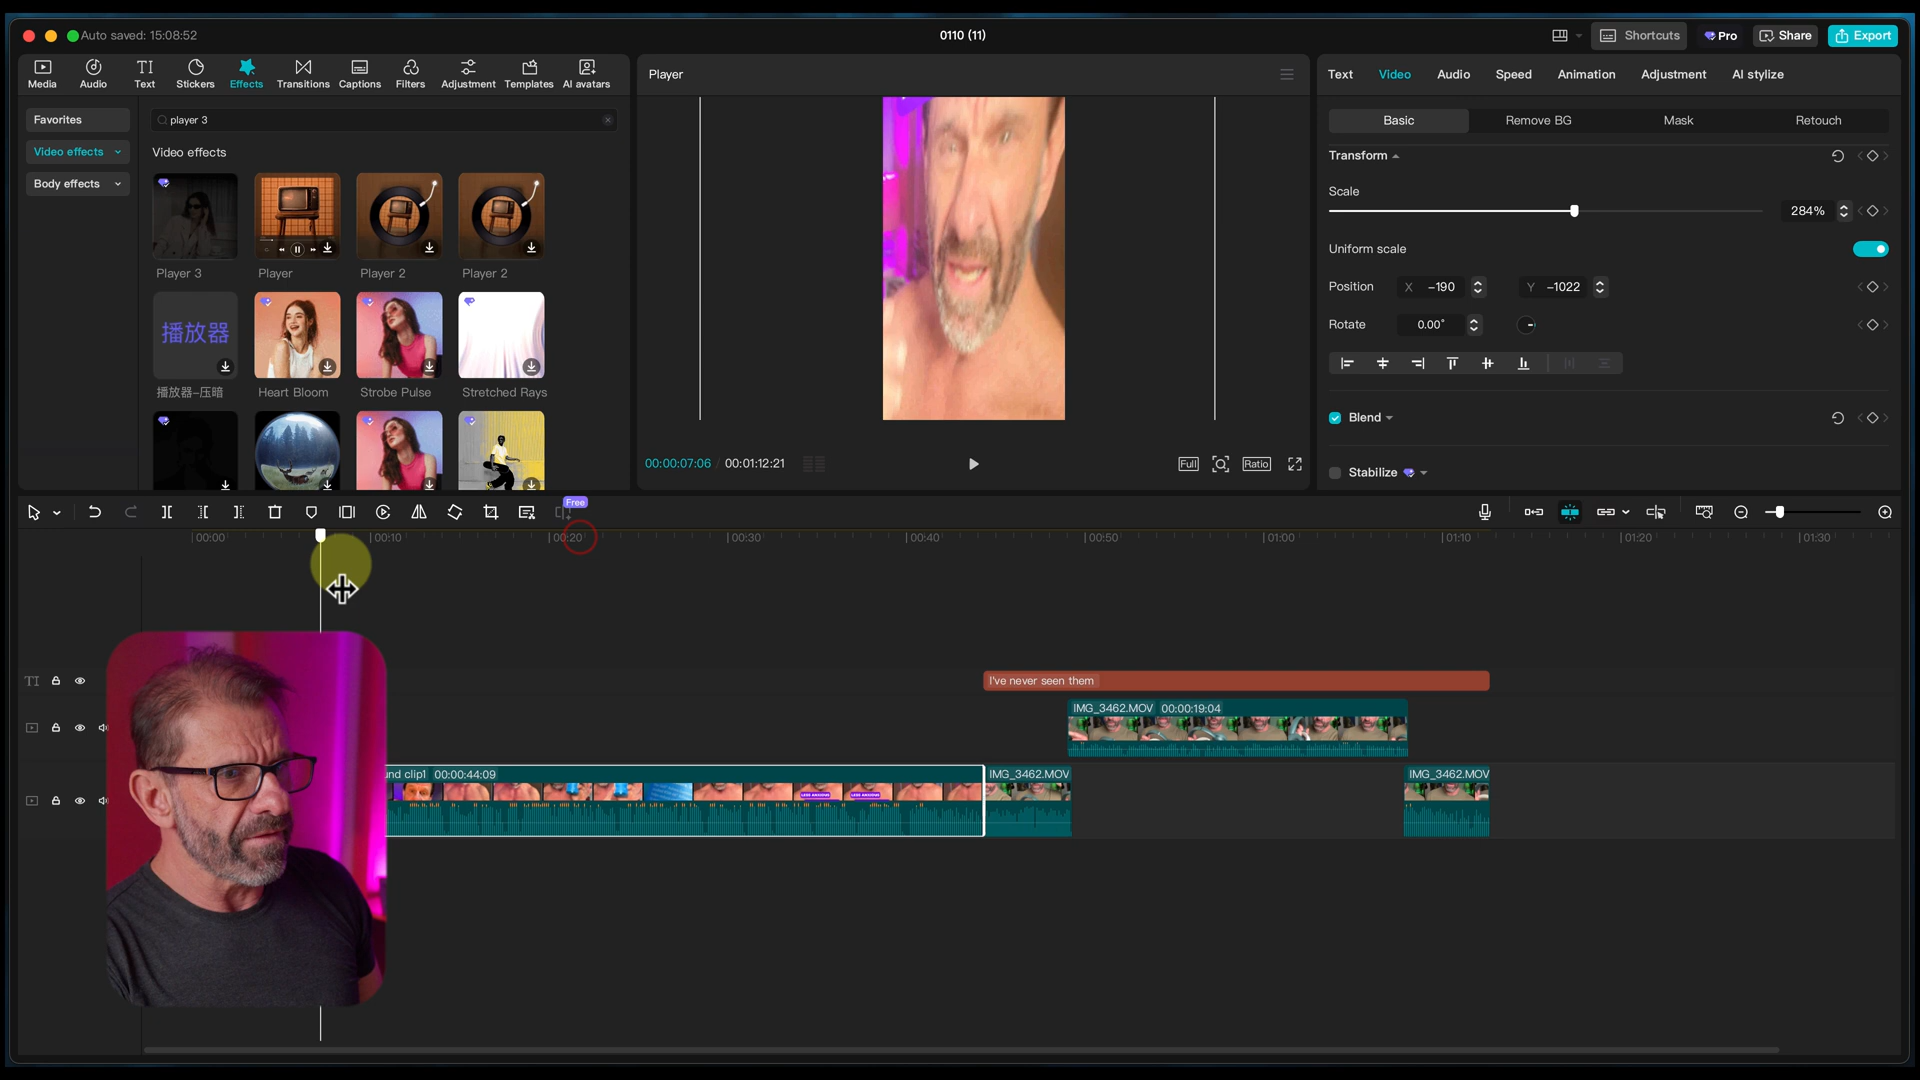 Auto saved: 15:08:52
0110 (11)
Shortcuts
Pro
Share
Export
Media
Audio
Text
Stickers
Effects
Transitions
Captions
Filters
Adjustment
Templates
AI avatars
Favorites
Video effects
Body effects
player 3
Video effects
Player 3
Player
Player 2
Player 2
播放器
播放器–压暗
Heart Bloom
Strobe Pulse
Stretched Rays
Player
00:00:07:06 / 00:01:12:21
Full
Ratio
Text
Video
Audio
Speed
Animation
Adjustment
AI stylize
Basic
Remove BG
Mask
Retouch
Transform
Scale
284%
Uniform scale
Position
X –190
Y –1022
Rotate
0.00°
Blend
Stabilize
Free
00:00
00:10
00:20
00:30
00:40
00:50
01:00
01:10
01:20
01:30
TI
I've never seen them
IMG_3462.MOV 00:00:19:04
und clip1 00:00:44:09
IMG_3462.MOV
IMG_3462.MOV
LESS ANXIOUS
LESS ANXIOUS